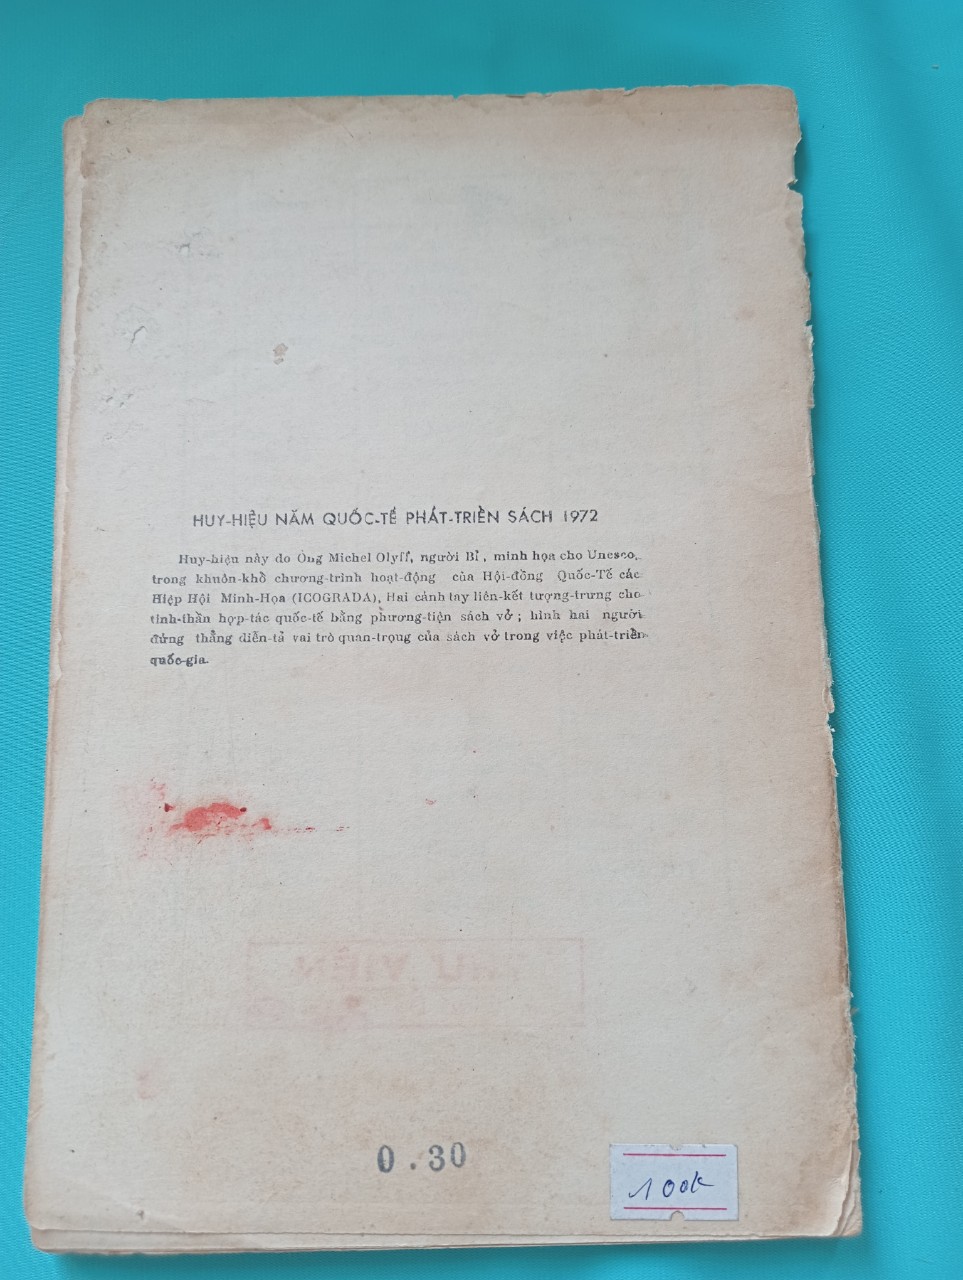 HUY-HIỆU NĂM QUỐC-TẾ PHÁT-TRIỂN SÁCH 1972
Huy-hiệu này do Ông Michel Olyff, người Bỉ, minh họa cho Unesco,
trong khuôn-khổ chương-trình hoạt-động của Hội-đồng Quốc-Tế các
Hiệp Hội Minh-Họa (ICOGRADA), Hai cánh tay liên-kết tượng-trưng cho
tinh-thần hợp-tác quốc-tế bằng phương-tiện sách vở ; hình hai người
đứng thẳng diễn-tả vai trò quan-trọng của sách vở trong việc phát-triển
quốc-gia.
VIỆN
0.30
100k